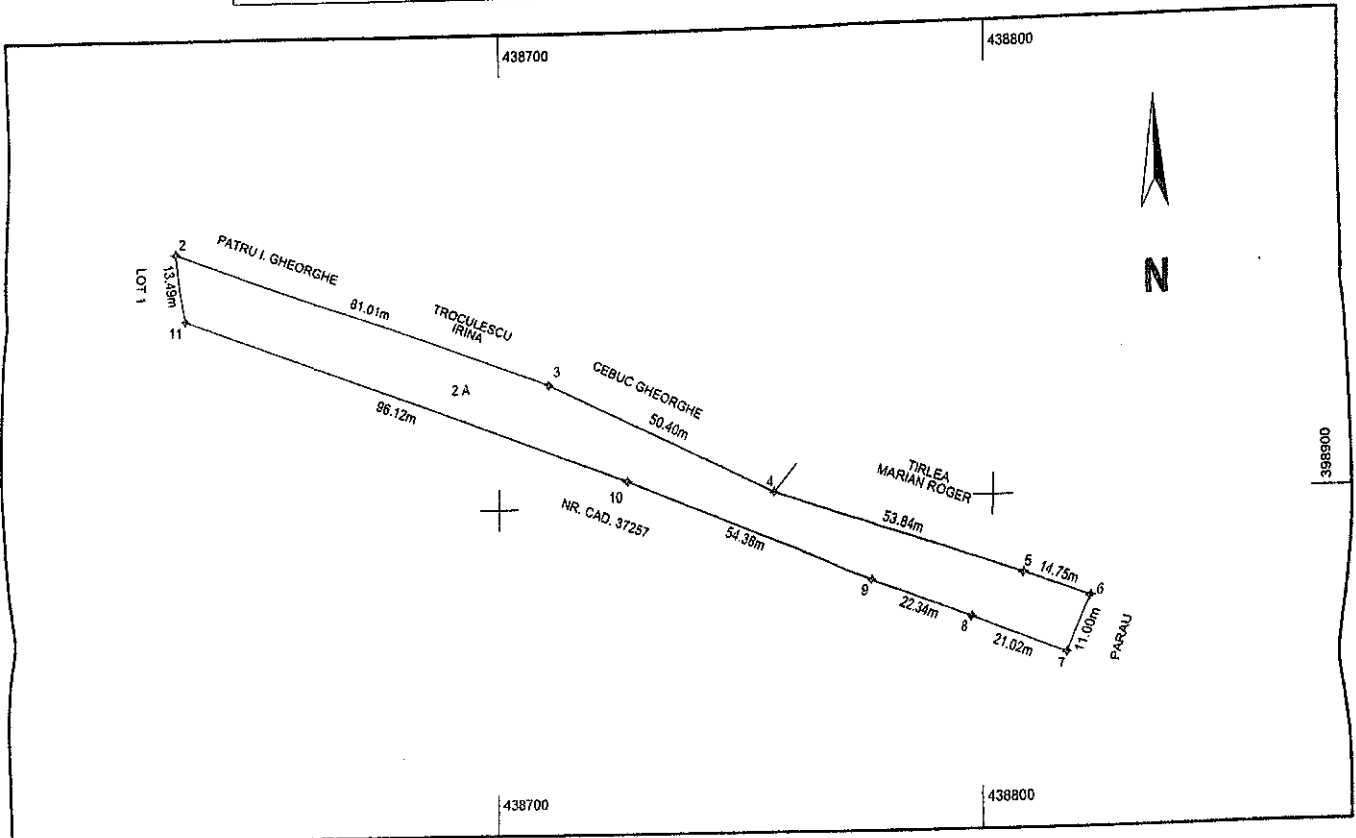 438700
438800
N
2
PATRU I. GHEORGHE
LOT 1
13.49m
81.01m
TROCULESCU
IRINA
11
3
CEBUC GHEORGHE
2 A
96.12m
50.40m
398900
4
TIRLEA
MARIAN ROGER
10
NR. CAD. 37257
53.84m
54.38m
5
14.75m
6
9
22.34m
11.00m
PARAU
8
21.02m
7
438700
438800